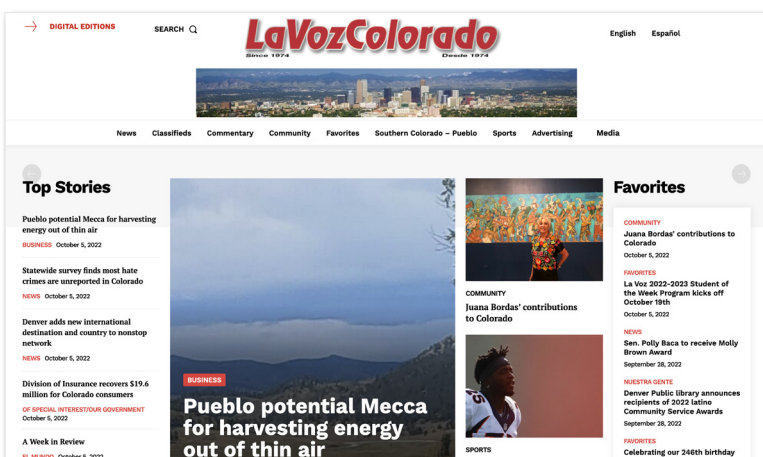 DIGITAL EDITIONS
SEARCH
LaVozColorado
Since 1974 Desde 1974
English Español
News Classifieds Commentary Community Favorites Southern Colorado – Pueblo Sports Advertising Media
Top Stories
Pueblo potential Mecca for harvesting
energy out of thin air
BUSINESS October 5, 2022
Statewide survey finds most hate
crimes are unreported in Colorado
NEWS October 5, 2022
Denver adds new international
destination and country to nonstop
network
NEWS October 5, 2022
Division of Insurance recovers $19.6
million for Colorado consumers
OF SPECIAL INTEREST/OUR GOVERNMENT
October 5, 2022
A Week in Review
EL MUNDO October 5, 2022
BUSINESS
Pueblo potential Mecca
for harvesting energy
out of thin air
COMMUNITY
Juana Bordas' contributions
to Colorado
SPORTS
Favorites
COMMUNITY
Juana Bordas' contributions to
Colorado
October 5, 2022
FAVORITES
La Voz 2022-2023 Student of
the Week Program kicks off
October 19th
October 5, 2022
NEWS
Sen. Polly Baca to receive Molly
Brown Award
September 28, 2022
NUESTRA GENTE
Denver Public library announces
recipients of 2022 latino
Community Service Awards
September 28, 2022
FAVORITES
Celebrating our 246th birthday